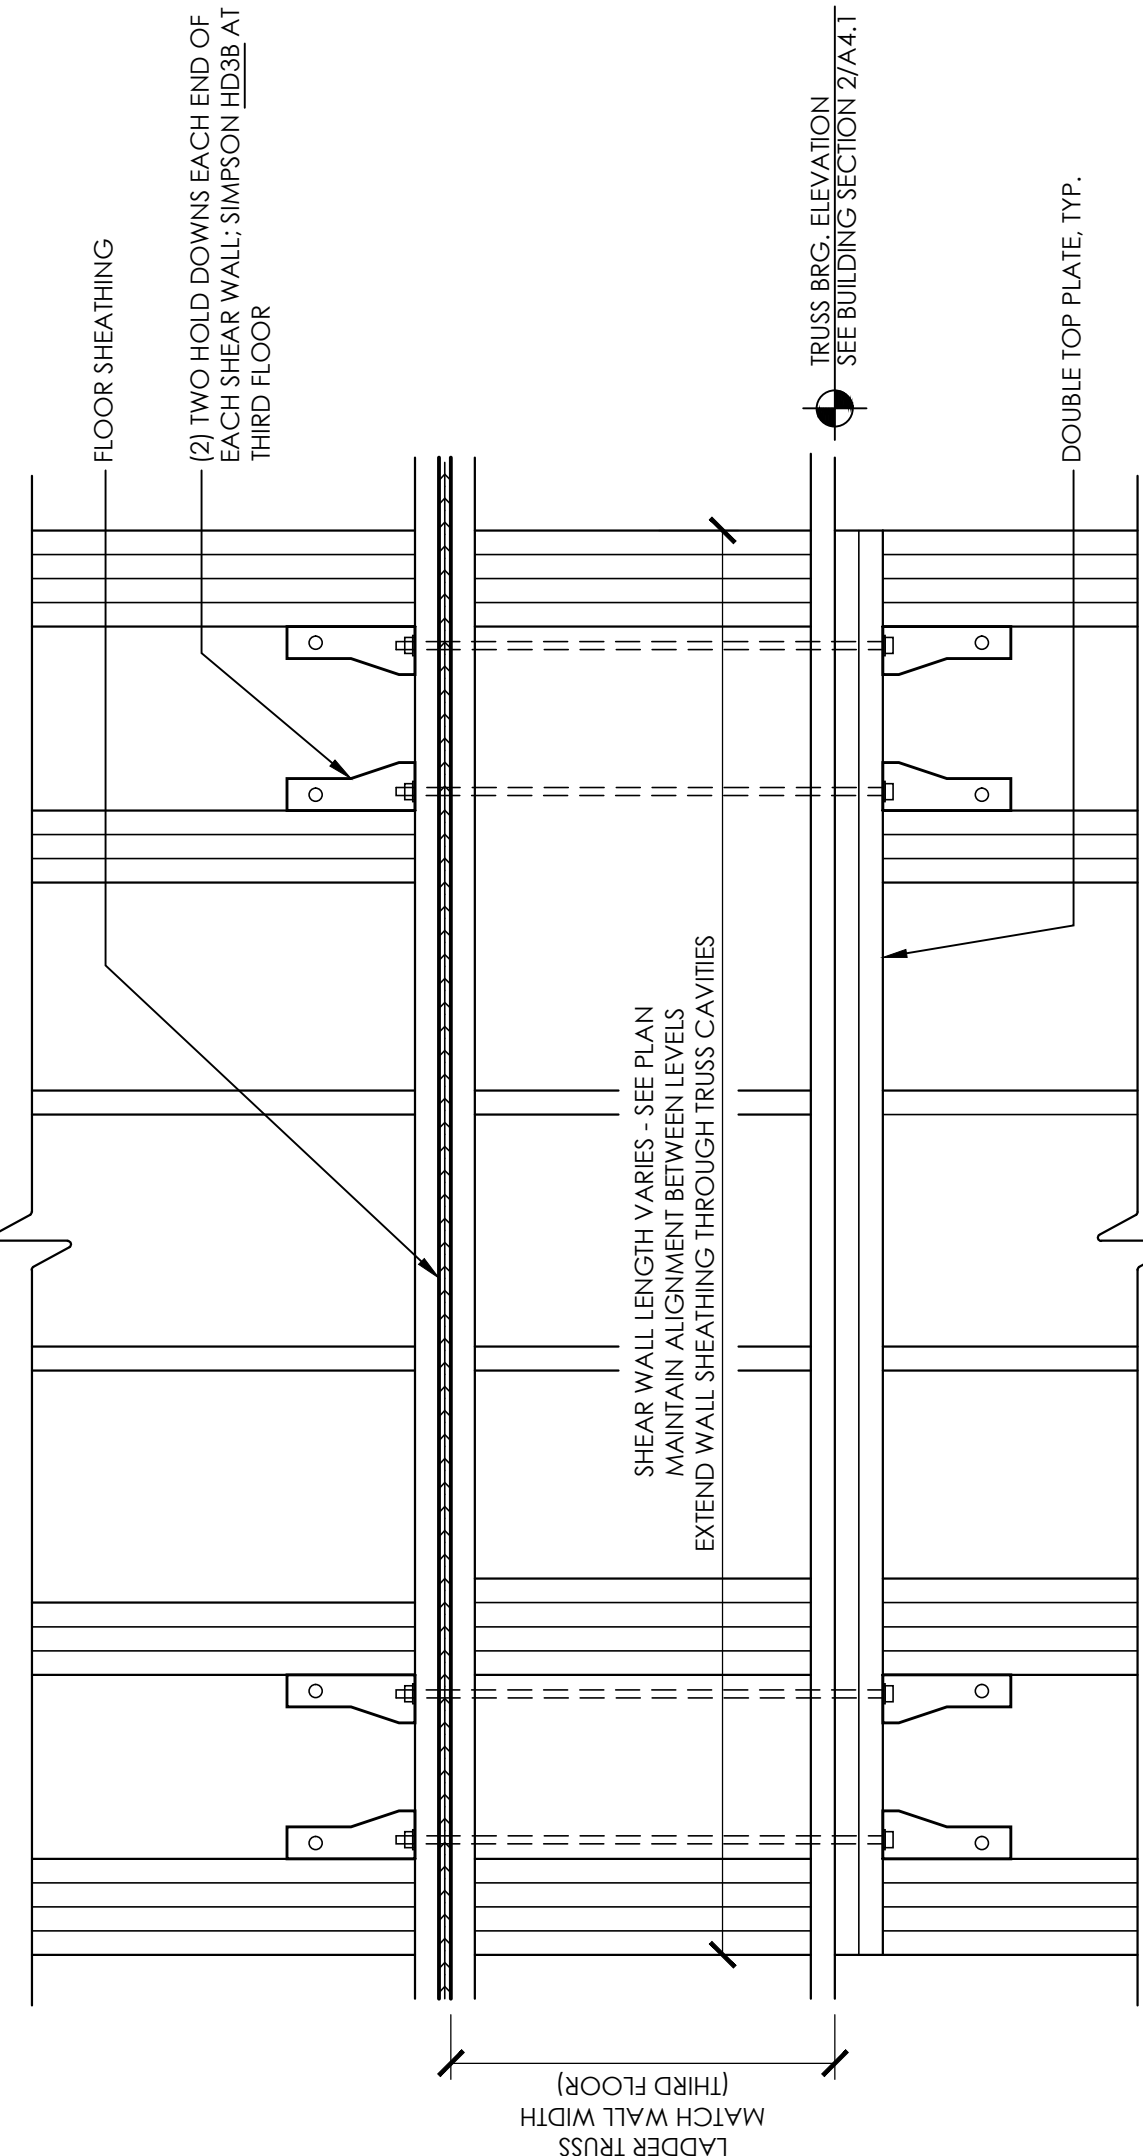 FLOOR SHEATHING
(2) TWO HOLD DOWNS EACH END OF
EACH SHEAR WALL; SIMPSON HD3B AT
THIRD FLOOR
TRUSS BRG. ELEVATION
SEE BUILDING SECTION 2/A4.1
DOUBLE TOP PLATE, TYP.
SHEAR WALL LENGTH VARIES - SEE PLAN
MAINTAIN ALIGNMENT BETWEEN LEVELS
EXTEND WALL SHEATHING THROUGH TRUSS CAVITIES
LADDER TRUSS
MATCH WALL WIDTH
(THIRD FLOOR)